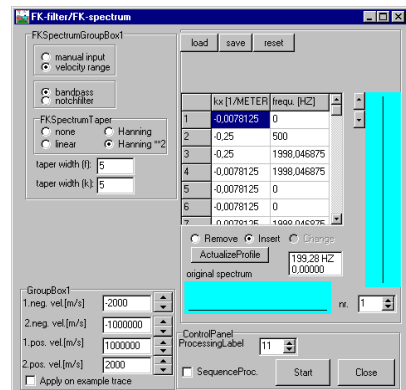 FK-filter/FK-spectrum
FKSpectrumGroupBox1
manual input
velocity range
bandpass
notchfilter
FKSpectrumTaper
none Hanning
linear Hanning **2
taper width (f): 5
taper width (k): 5
load save reset
kx [1/METER frequ. [HZ]
1 -0,0078125 0
2 -0,25 500
3 -0,25 1998,046875
4 -0,0078125 1998,046875
5 -0,0078125 0
6 -0,0078125 0
7 -0,0078125 1998,046875
Remove Insert Change
ActualizeProfile
199,28 HZ
0,00000
original spectrum
nr. 1
GroupBox1
1.neg. vel.[m/s] -2000
2.neg. vel.[m/s] -1000000
1.pos. vel.[m/s] 1000000
2.pos. vel.[m/s] 2000
Apply on example trace
ControlPanel
ProcessingLabel 11
SequenceProc. Start Close